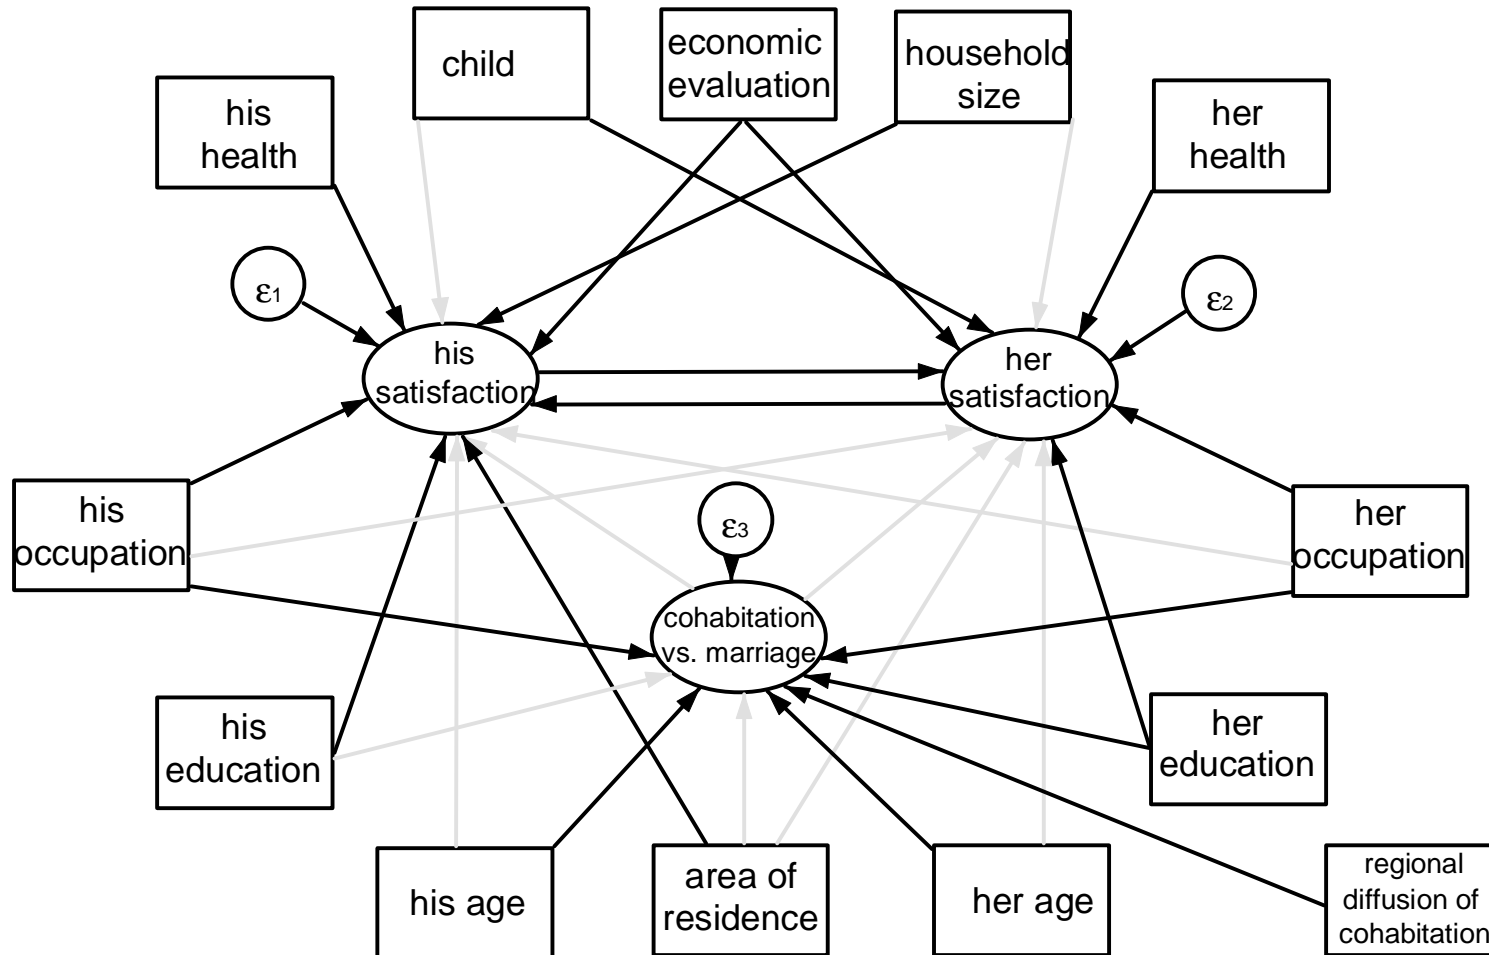 child
economic
evaluation
household
size
his
health
her
health
ε1
ε2
his
satisfaction
her
satisfaction
his
occupation
ε3
her
occupation
cohabitation
vs. marriage
his
education
her
education
his age
area of
residence
her age
regional
diffusion of
cohabitation